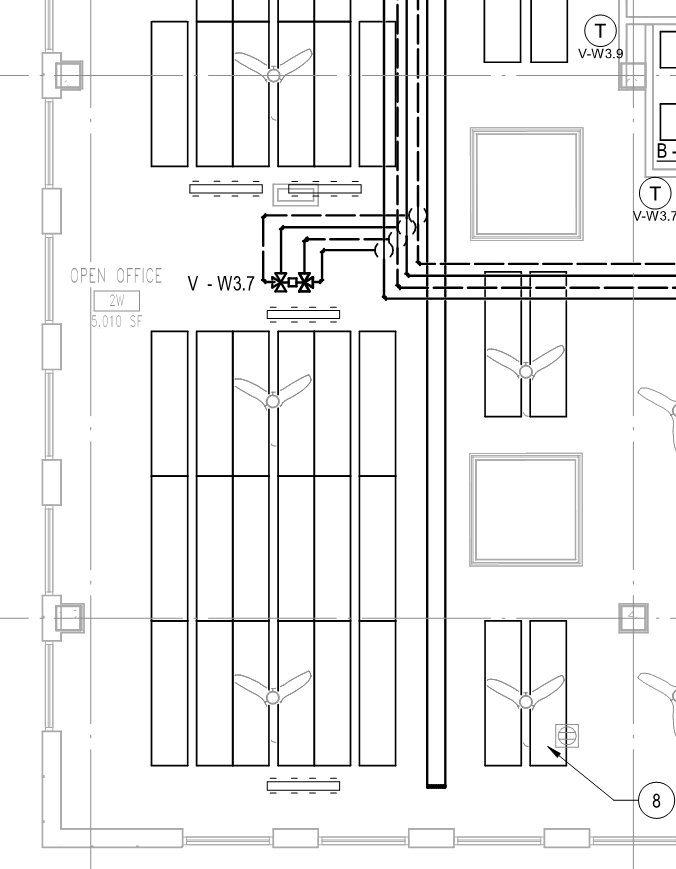 T
V-W3.9
B -
T
V-W3.7
OPEN OFFICE
2W
5,010 SF
V - W3.7
8